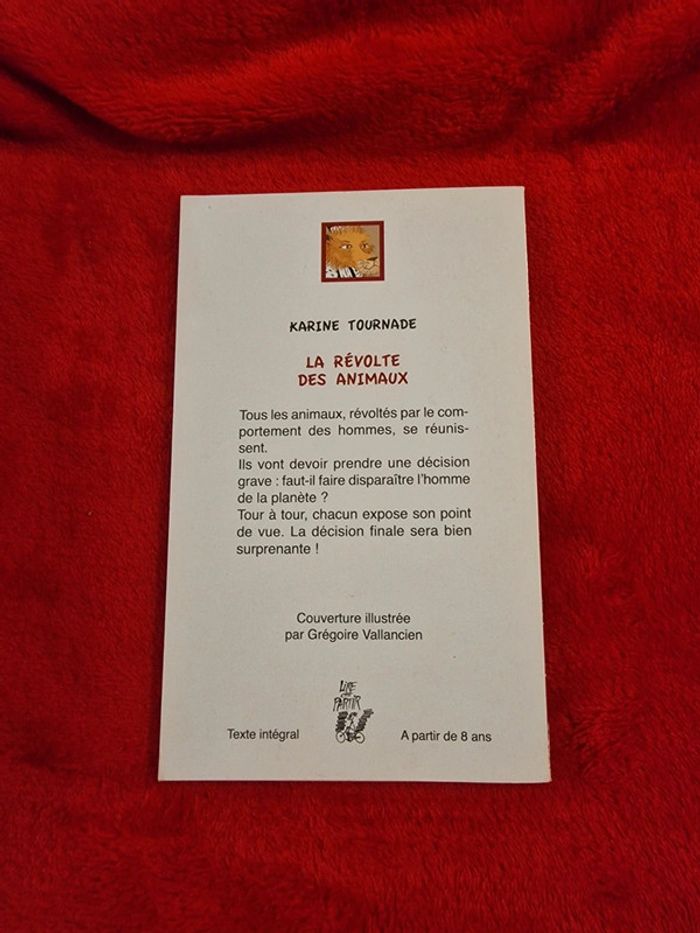 KARINE TOURNADE
LA RÉVOLTE
DES ANIMAUX
Tous les animaux, révoltés par le com-
portement des hommes, se réunis-
sent.
Ils vont devoir prendre une décision
grave : faut-il faire disparaître l'homme
de la planète ?
Tour à tour, chacun expose son point
de vue. La décision finale sera bien
surprenante !
Couverture illustrée
par Grégoire Vallancien
LIRE
C'EST
PARTIR
Texte intégral
A partir de 8 ans